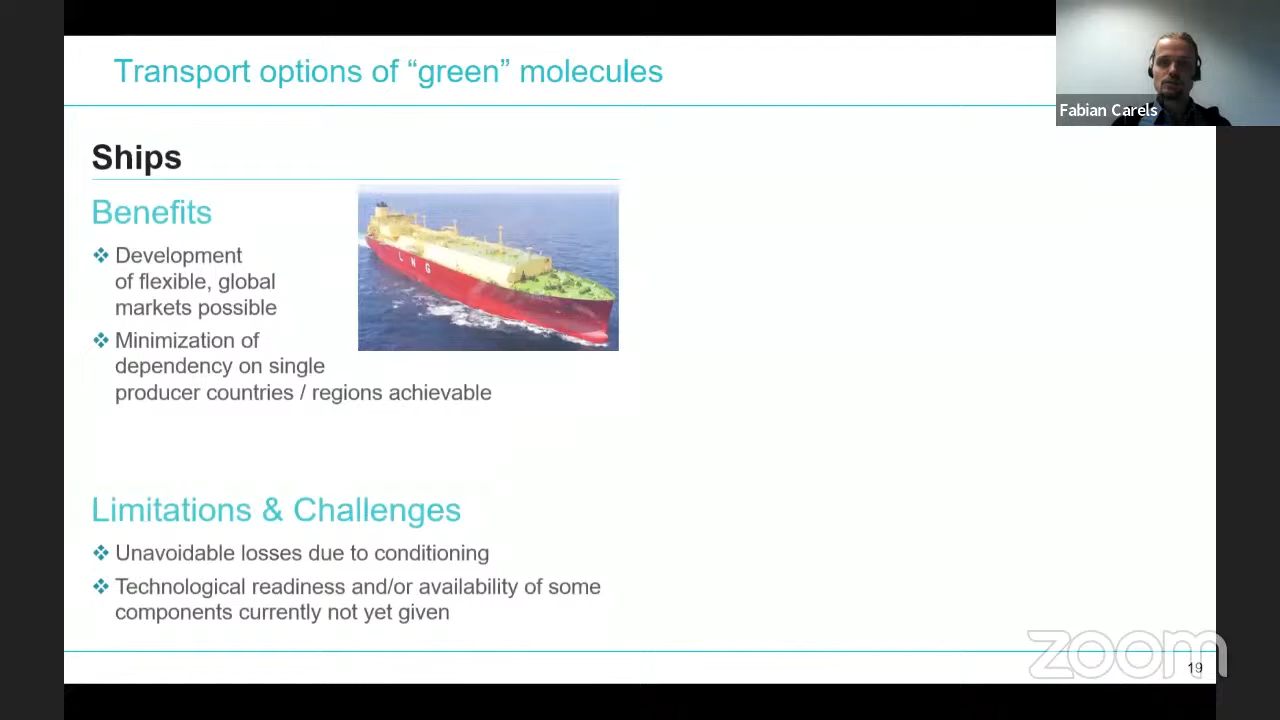 Transport options of “green” molecules
Fabian Carels
Ships
Benefits
Development
of flexible, global
markets possible
Minimization of
dependency on single
producer countries / regions achievable
LNG
Limitations & Challenges
Unavoidable losses due to conditioning
Technological readiness and/or availability of some
components currently not yet given
zoom
19